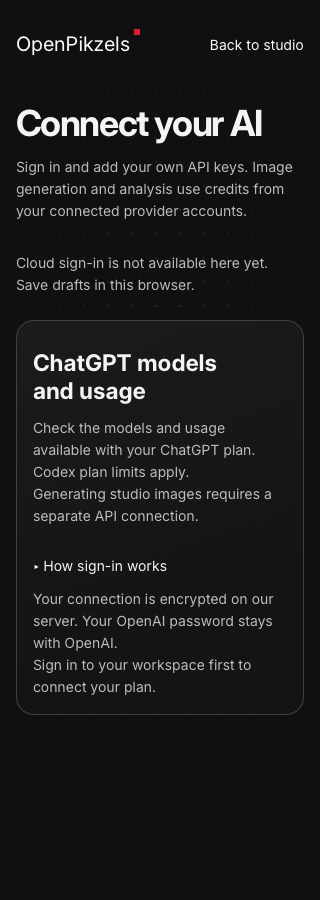 OpenPikzels
Back to studio
Connect your AI
Sign in and add your own API keys. Image
generation and analysis use credits from
your connected provider accounts.
Cloud sign-in is not available here yet.
Save drafts in this browser.
ChatGPT models
and usage
Check the models and usage
available with your ChatGPT plan.
Codex plan limits apply.
Generating studio images requires a
separate API connection.
‣ How sign-in works
Your connection is encrypted on our
server. Your OpenAI password stays
with OpenAI.
Sign in to your workspace first to
connect your plan.